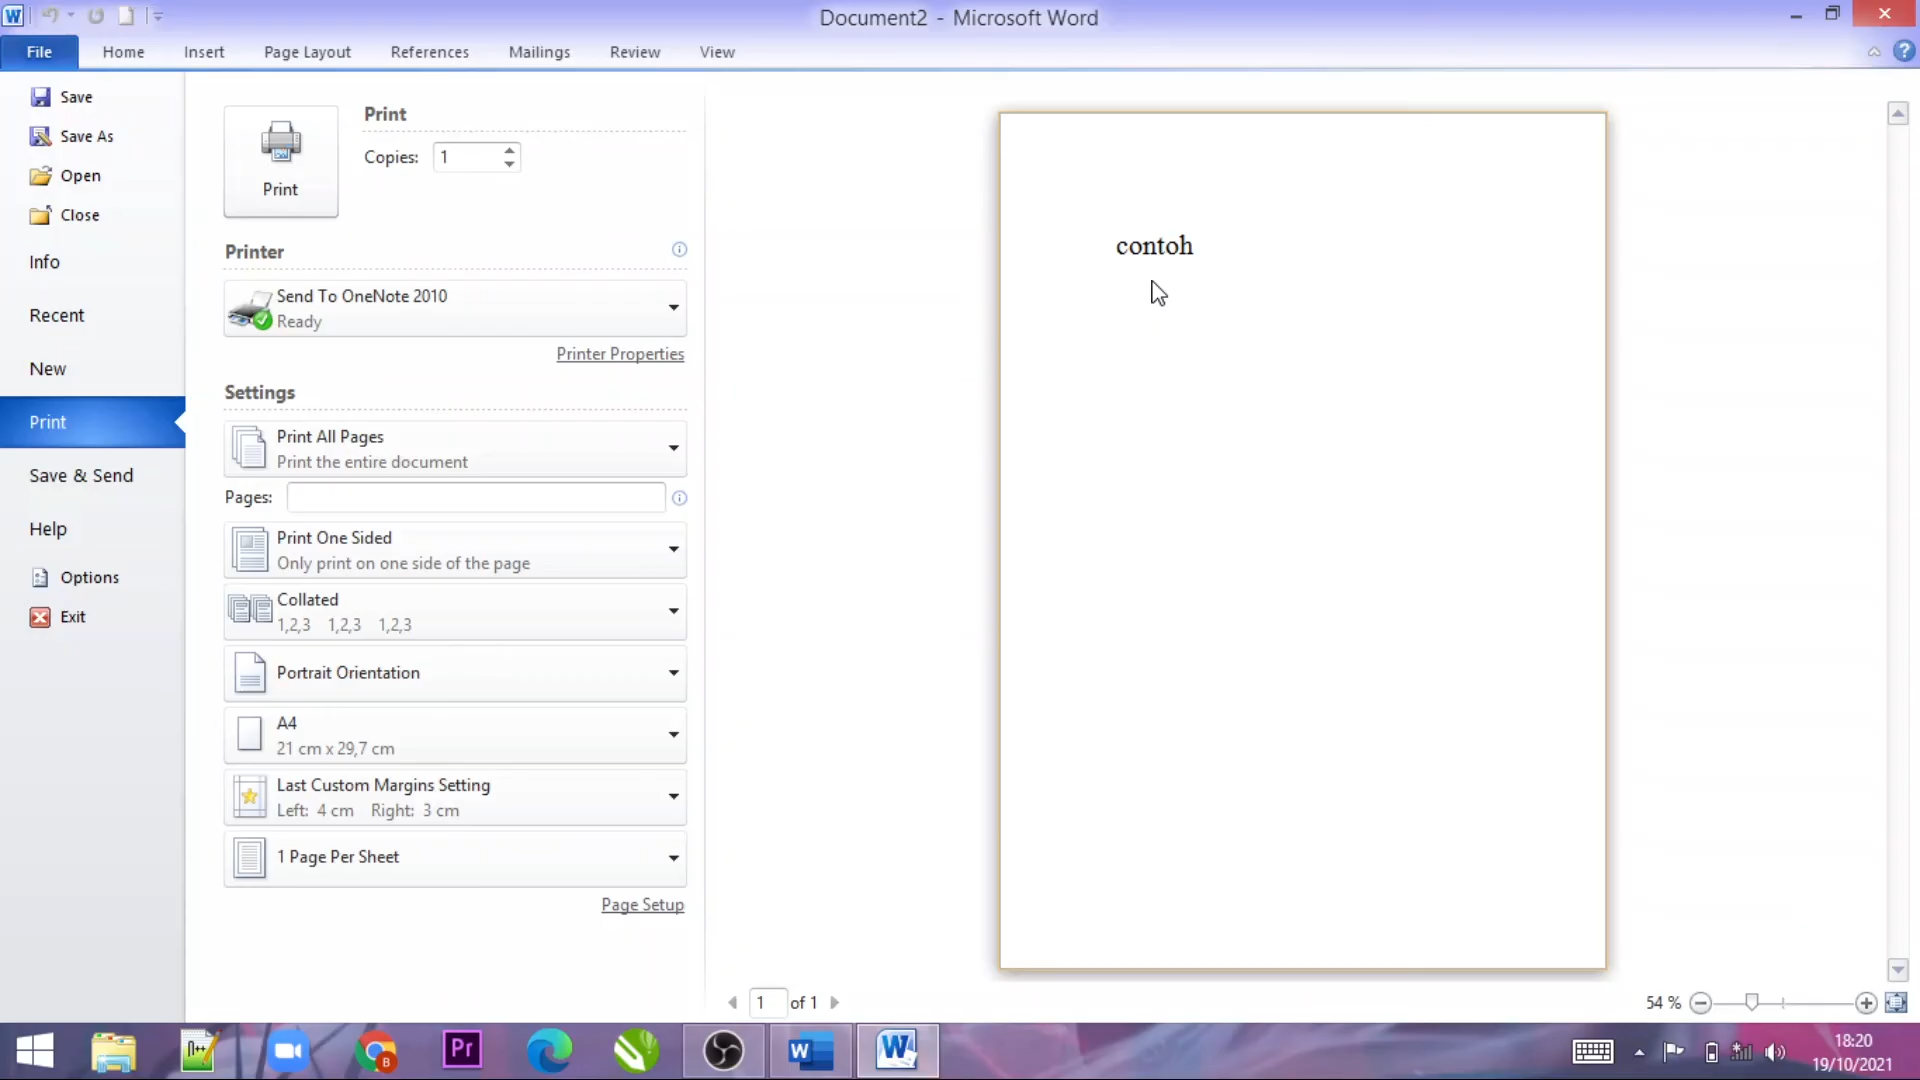 Document2 - Microsoft Word
File Home Insert Page Layout References Mailings Review View
Save
Save As
Open
Close
Info
Recent
New
Print
Save & Send
Help
Options
Exit
Print
Print
Copies: 1
Printer
Send To OneNote 2010
Ready
Printer Properties
Settings
Print All Pages
Print the entire document
Pages:
Print One Sided
Only print on one side of the page
Collated
1,2,3 1,2,3 1,2,3
Portrait Orientation
A4
21 cm x 29,7 cm
Last Custom Margins Setting
Left: 4 cm Right: 3 cm
1 Page Per Sheet
Page Setup
contoh
1 of 1
54 %
18:20
19/10/2021